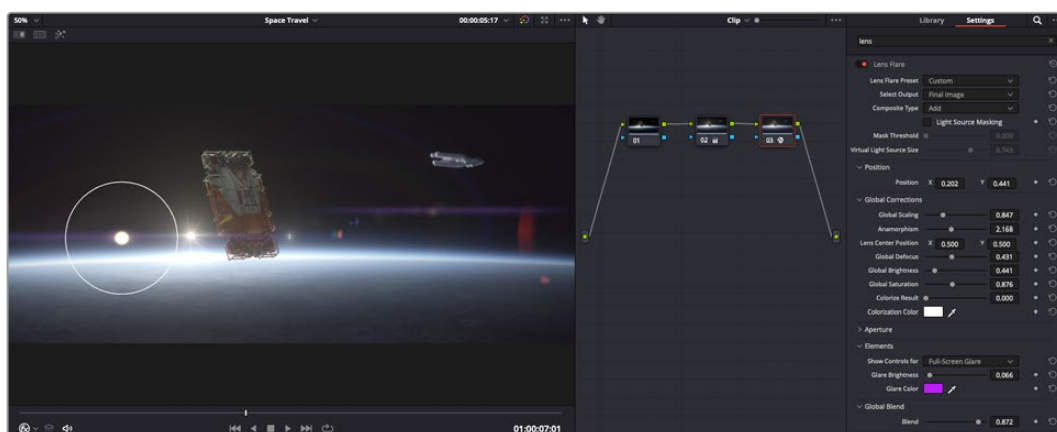 50%
Space Travel
00:00:05:17
Clip
Library
Settings
lens
Lens Flare
Lens Flare Preset
Custom
Select Output
Final Image
Composite Type
Add
Light Source Masking
Mask Threshold
0.000
Virtual Light Source Size
0.743
Position
Position X 0.202 Y 0.441
Global Corrections
Global Scaling 0.847
Anamorphism 2.168
Lens Center Position X 0.500 Y 0.500
Global Defocus 0.431
Global Brightness 0.441
Global Saturation 0.876
Colorize Result 0.000
Colorization Color
Aperture
Elements
Show Controls for Full-Screen Glare
Glare Brightness 0.066
Glare Color
Global Blend
Blend 0.872
01
02
03
01:00:07:01